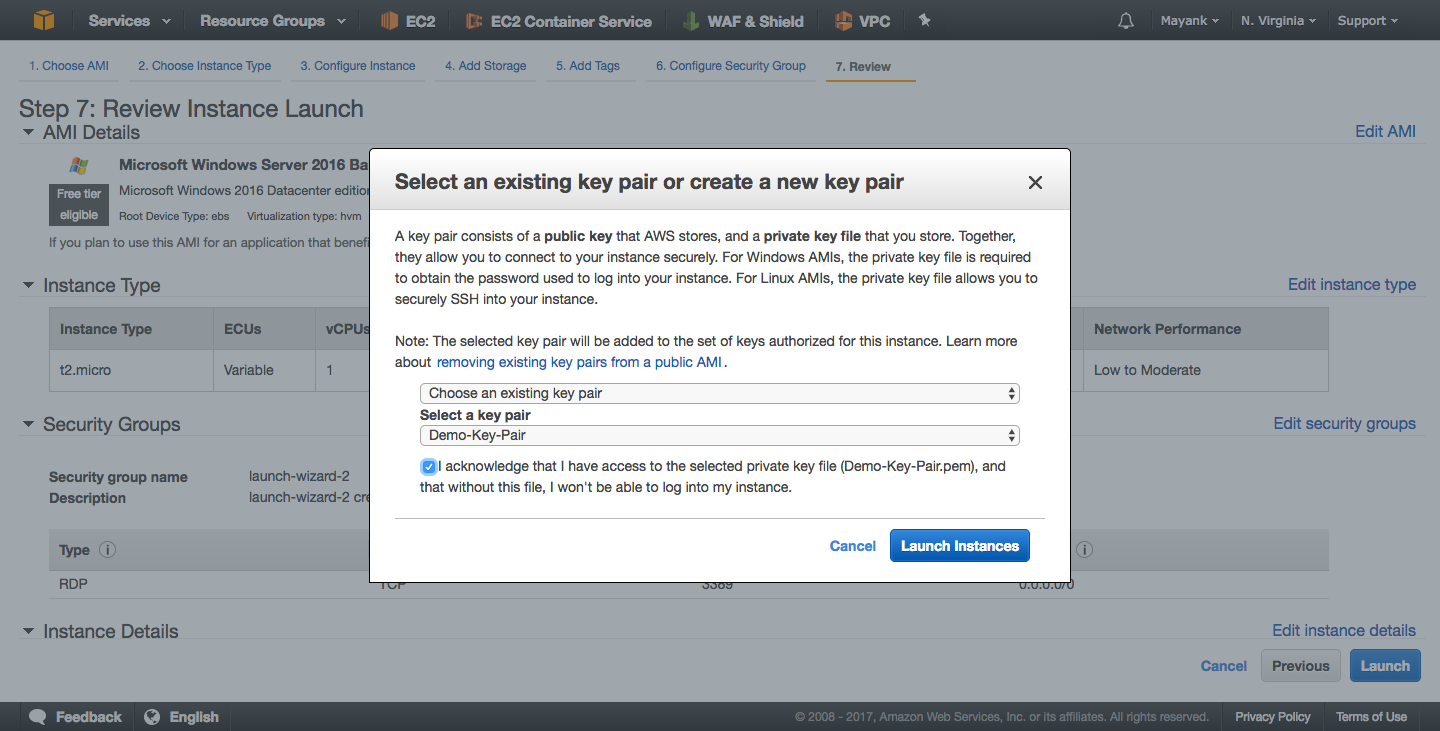 Services
Resource Groups
EC2
EC2 Container Service
WAF & Shield
VPC
Mayank
N. Virginia
Support
1. Choose AMI
2. Choose Instance Type
3. Configure Instance
4. Add Storage
5. Add Tags
6. Configure Security Group
7. Review
Step 7: Review Instance Launch
AMI Details
Edit AMI
Microsoft Windows Server 2016 Ba
Free tier
eligible
Microsoft Windows 2016 Datacenter edition
Root Device Type: ebs Virtualization type: hvm
If you plan to use this AMI for an application that benefi
Instance Type
Edit instance type
Instance Type ECUs vCPUs Network Performance
t2.micro Variable 1 Low to Moderate
Security Groups
Edit security groups
Security group name launch-wizard-2
Description launch-wizard-2 cre
Type
RDP TCP 3389 0.0.0.0/0
Instance Details
Edit instance details
Cancel Previous Launch
Select an existing key pair or create a new key pair
A key pair consists of a public key that AWS stores, and a private key file that you store. Together,
they allow you to connect to your instance securely. For Windows AMIs, the private key file is required
to obtain the password used to log into your instance. For Linux AMIs, the private key file allows you to
securely SSH into your instance.
Note: The selected key pair will be added to the set of keys authorized for this instance. Learn more
about removing existing key pairs from a public AMI.
Choose an existing key pair
Select a key pair
Demo-Key-Pair
I acknowledge that I have access to the selected private key file (Demo-Key-Pair.pem), and
that without this file, I won't be able to log into my instance.
Cancel Launch Instances
Feedback English
© 2008 - 2017, Amazon Web Services, Inc. or its affiliates. All rights reserved. Privacy Policy Terms of Use